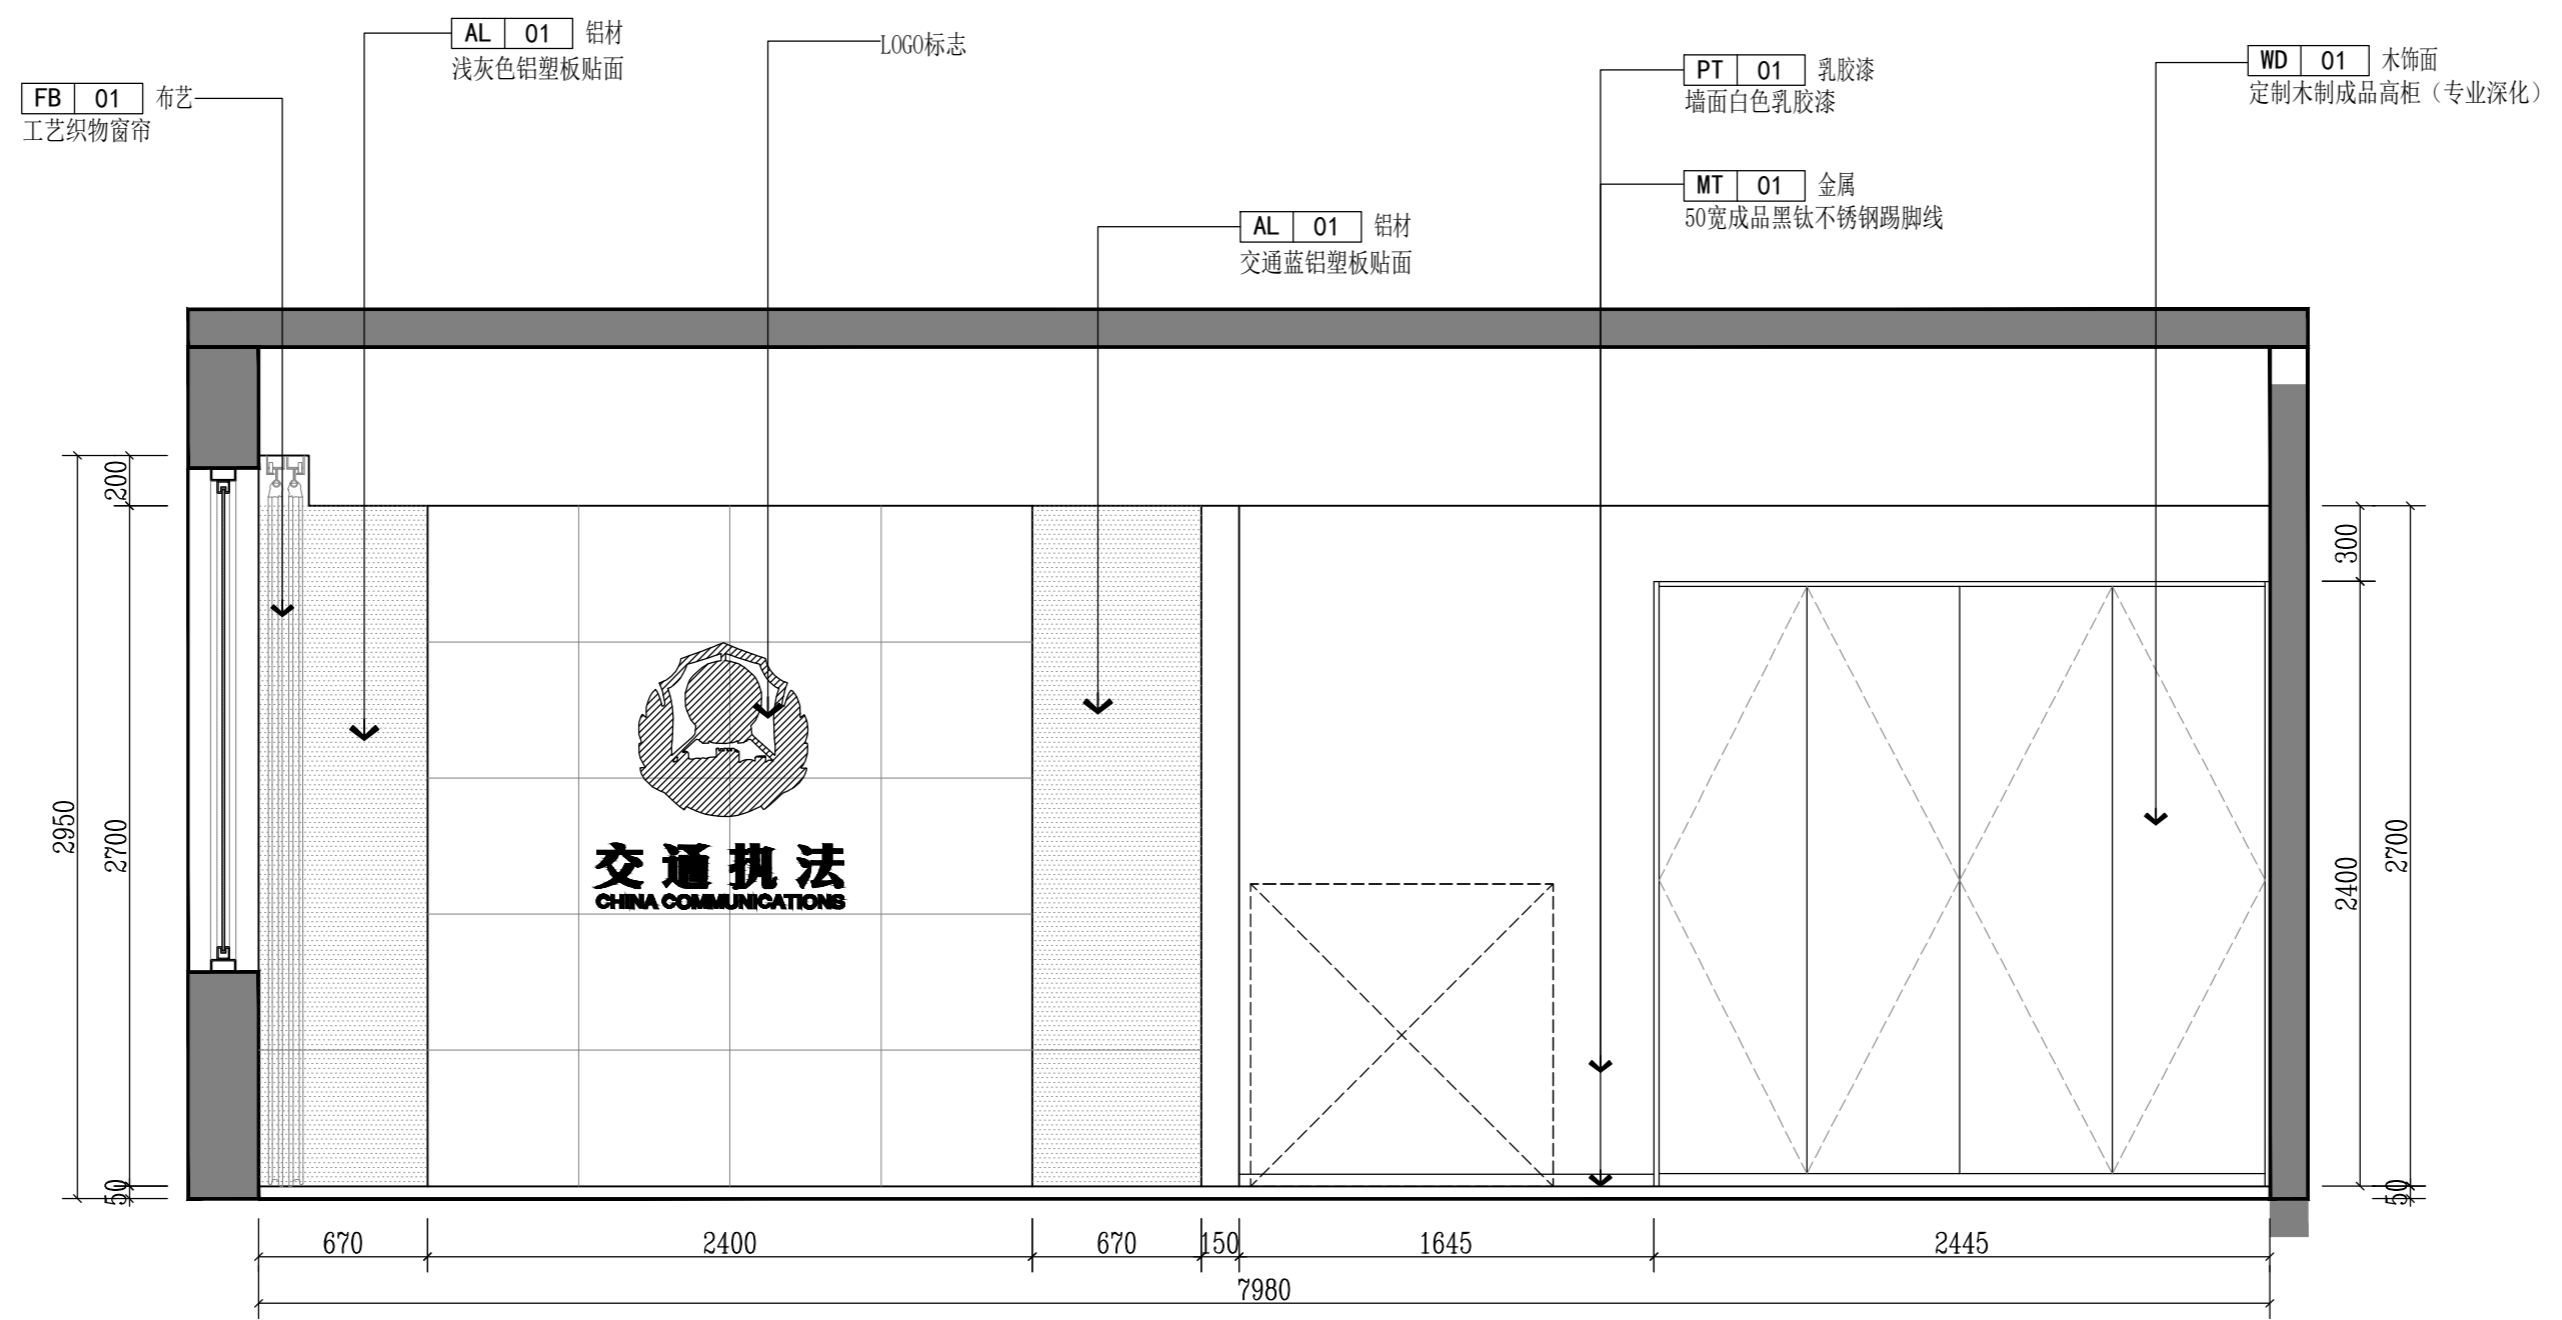 AL 01 铝材
浅灰色铝塑板贴面
LOGO标志
FB 01 布艺
工艺织物窗帘
PT 01 乳胶漆
墙面白色乳胶漆
WD 01 木饰面
定制木制成品高柜（专业深化）
MT 01 金属
50宽成品黑钛不锈钢踢脚线
AL 01 铝材
交通蓝铝塑板贴面
200
2950
2700
50
交通执法
CHINA COMMUNICATIONS
300
2400
2700
50
670
2400
670
150
1645
2445
7980